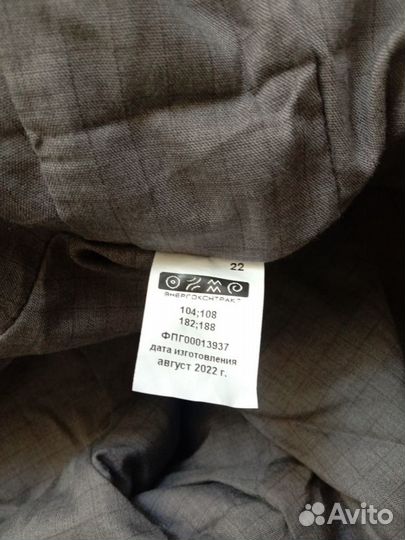 22
ЭНЕРГОКОНТРАКТ
104;108
182;188
ФПГ00013937
дата изготовления
август 2022 г.
Avito